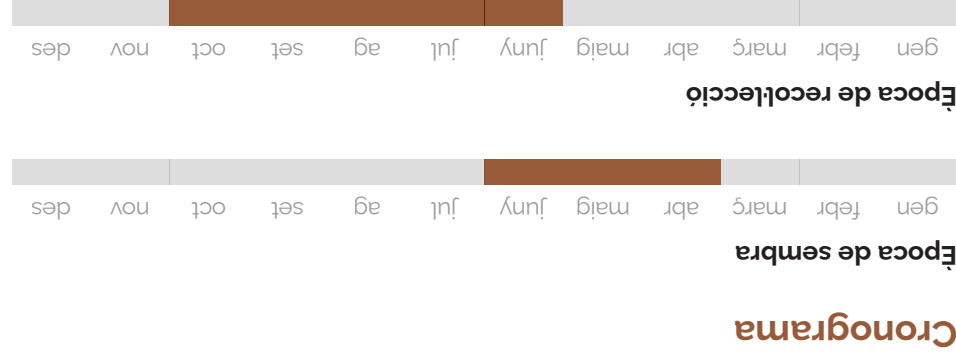 Cronograma
Època de sembra
gen febr març abr maig juny jul ag set oct nov des
Època de recol·lecció
gen febr març abr maig juny jul ag set oct nov des